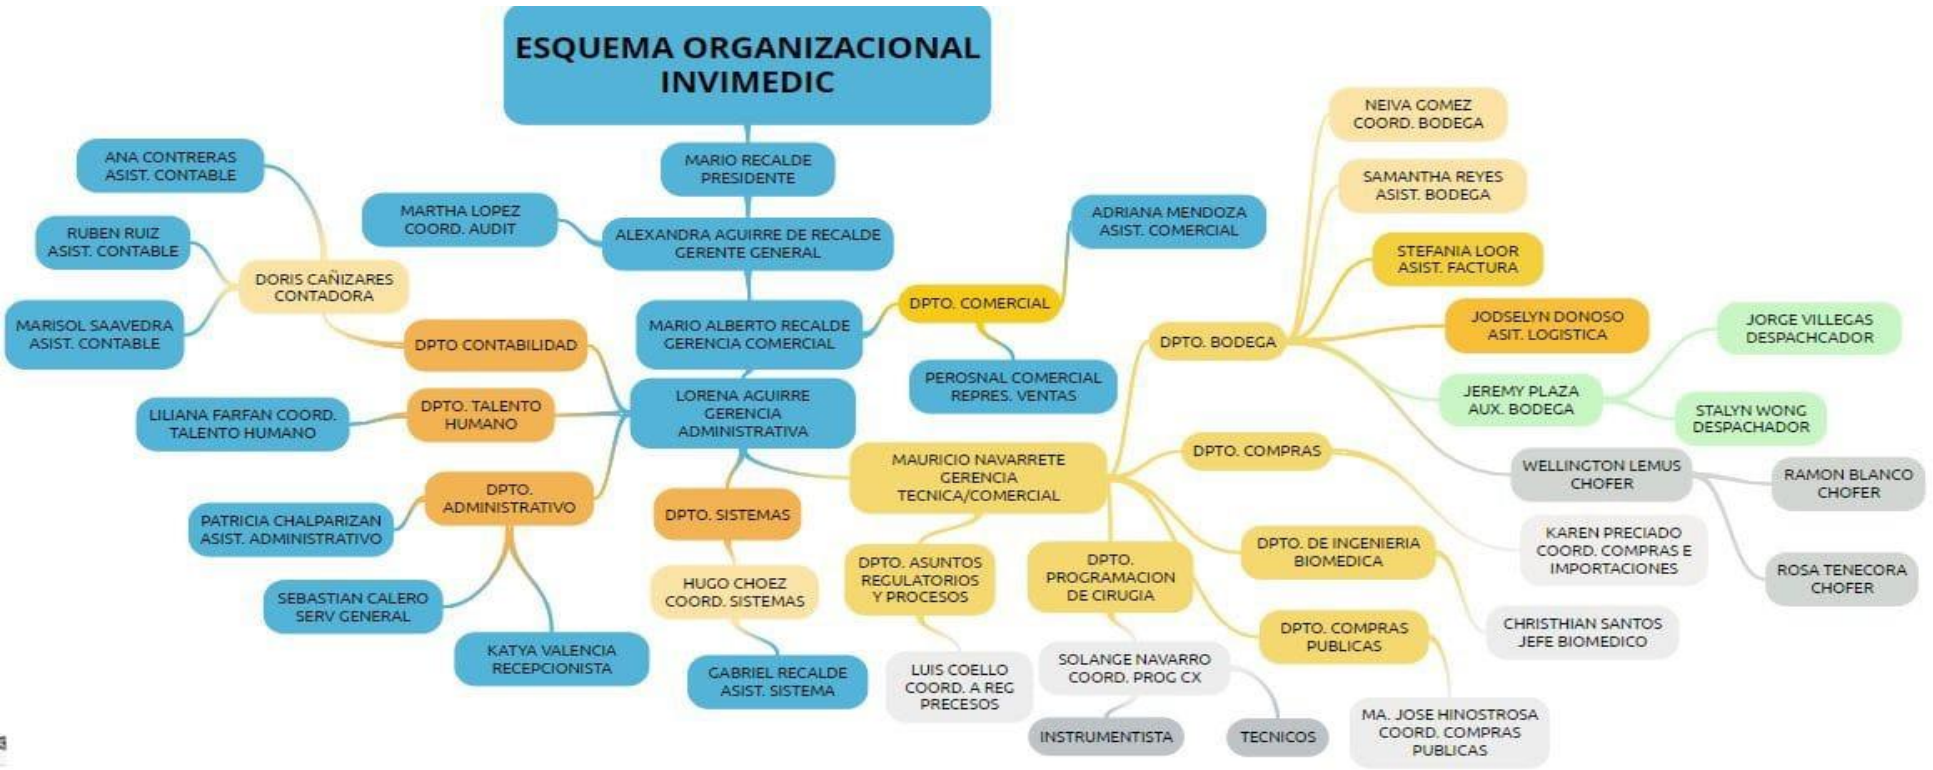 ESQUEMA ORGANIZACIONAL
INVIMEDIC
MARIO RECALDE
PRESIDENTE
MARTHA LOPEZ
COORD. AUDIT
ALEXANDRA AGUIRRE DE RECALDE
GERENTE GENERAL
MARIO ALBERTO RECALDE
GERENCIA COMERCIAL
LORENA AGUIRRE
GERENCIA
ADMINISTRATIVA
ANA CONTRERAS
ASIST. CONTABLE
RUBEN RUIZ
ASIST. CONTABLE
MARISOL SAAVEDRA
ASIST. CONTABLE
DORIS CAÑIZARES
CONTADORA
DPTO CONTABILIDAD
LILIANA FARFAN COORD.
TALENTO HUMANO
DPTO. TALENTO
HUMANO
DPTO.
ADMINISTRATIVO
PATRICIA CHALPARIZAN
ASIST. ADMINISTRATIVO
SEBASTIAN CALERO
SERV GENERAL
KATYA VALENCIA
RECEPCIONISTA
DPTO. SISTEMAS
HUGO CHOEZ
COORD. SISTEMAS
GABRIEL RECALDE
ASIST. SISTEMA
DPTO. COMERCIAL
ADRIANA MENDOZA
ASIST. COMERCIAL
PEROSNAL COMERCIAL
REPRES. VENTAS
MAURICIO NAVARRETE
GERENCIA
TECNICA/COMERCIAL
DPTO. ASUNTOS
REGULATORIOS
Y PROCESOS
LUIS COELLO
COORD. A REG
PRECESOS
DPTO.
PROGRAMACION
DE CIRUGIA
SOLANGE NAVARRO
COORD. PROG CX
INSTRUMENTISTA
TECNICOS
DPTO. BODEGA
NEIVA GOMEZ
COORD. BODEGA
SAMANTHA REYES
ASIST. BODEGA
STEFANIA LOOR
ASIST. FACTURA
JODSELYN DONOSO
ASIT. LOGISTICA
JEREMY PLAZA
AUX. BODEGA
JORGE VILLEGAS
DESPACHCADOR
STALYN WONG
DESPACHADOR
WELLINGTON LEMUS
CHOFER
RAMON BLANCO
CHOFER
ROSA TENECORA
CHOFER
DPTO. COMPRAS
KAREN PRECIADO
COORD. COMPRAS E
IMPORTACIONES
DPTO. DE INGENIERIA
BIOMEDICA
CHRISTHIAN SANTOS
JEFE BIOMEDICO
DPTO. COMPRAS
PUBLICAS
MA. JOSE HINOSTROSA
COORD. COMPRAS
PUBLICAS